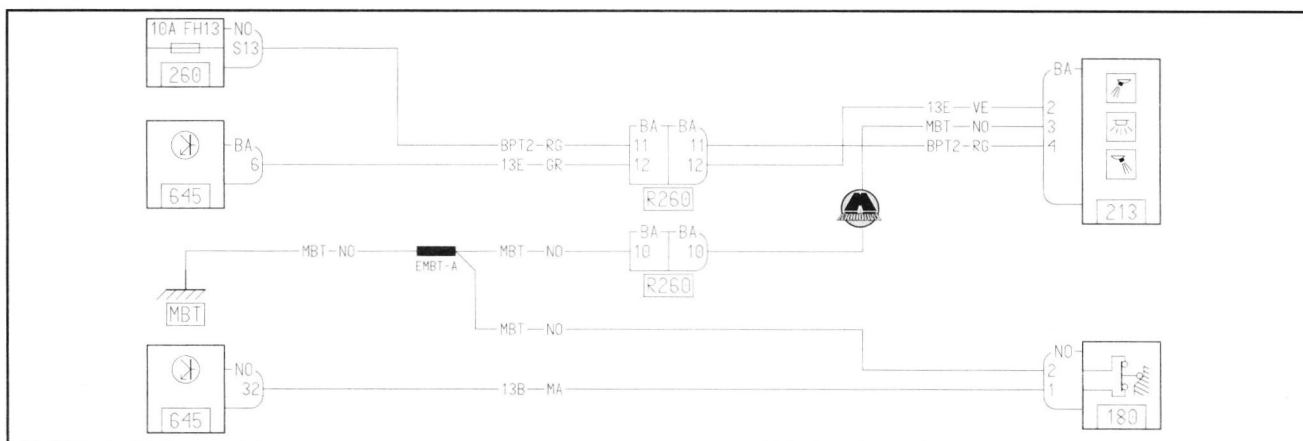 10A FH13 NO
S13
260
BA
6
645
BPT2-RG
13E GR
BA BA
11 11
12 12
R260
BA
13E VE 2
MBT NO 3
BPT2-RG 4
213
MBT-NO
EMBT-A
MBT NO
BA BA
10 10
R260
MBT
MBT NO
NO
32
645
13B MA
NO
2
1
180